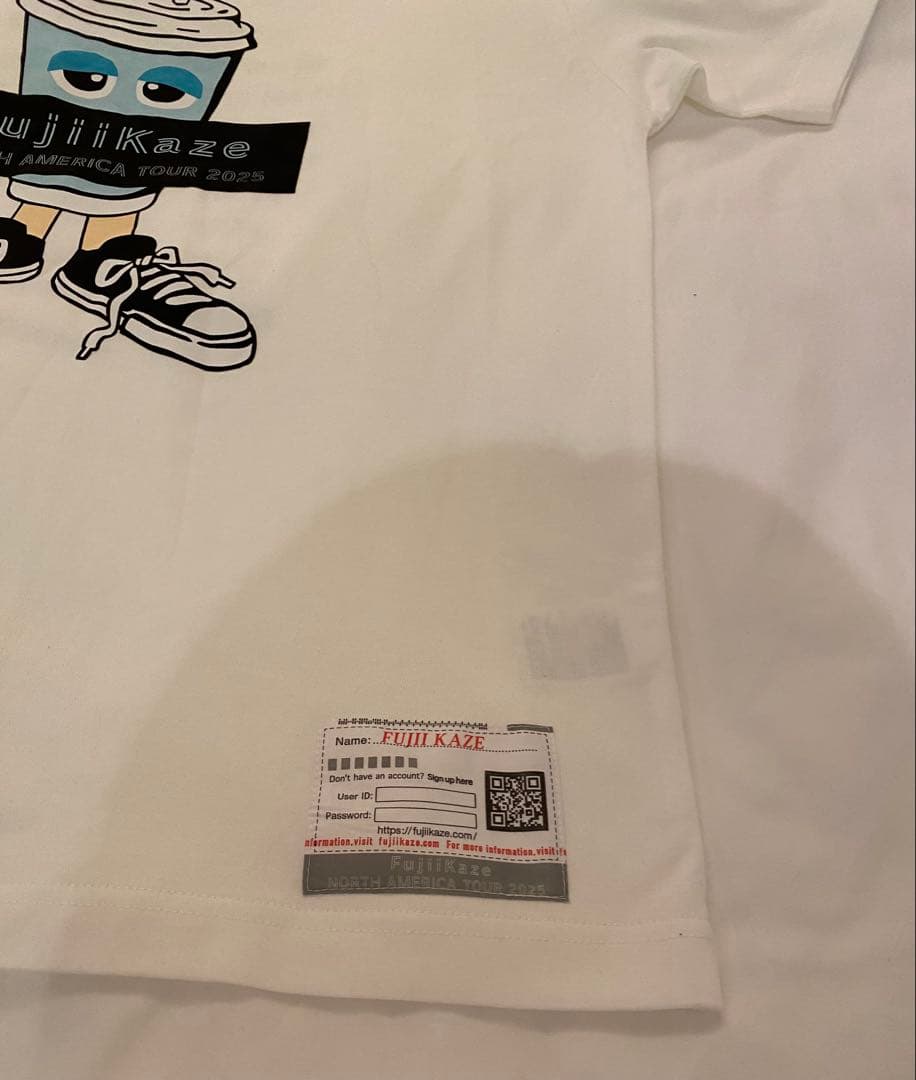 ujiiKaze
H AMERICA TOUR 2025
Name: FUJII KAZE
Don't have an account? Sign up here
User ID:
Password:
https://fujiikaze.com/
nformation,visit fujiikaze.com For more information,visit
FujiiKaze
NORTH AMERICA TOUR 2025